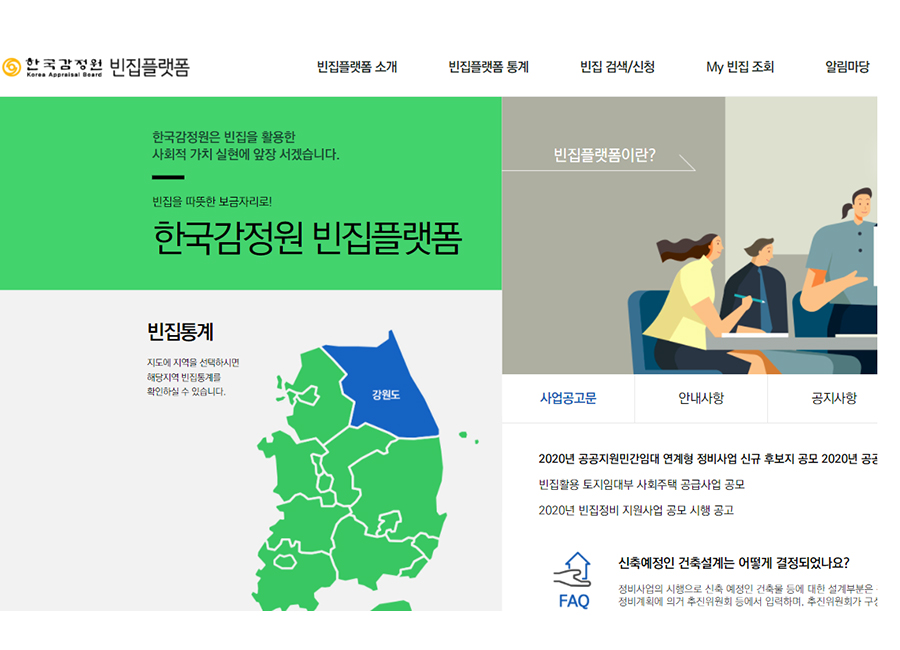 한국감정원 빈집플랫폼
Korea Appraisal Board
빈집플랫폼 소개 빈집플랫폼 통계 빈집 검색/신청 My 빈집 조회 알림마당
한국감정원은 빈집을 활용한
사회적 가치 실현에 앞장 서겠습니다.
빈집을 따뜻한 보금자리로!
한국감정원 빈집플랫폼
빈집플랫폼이란?
빈집통계
지도에 지역을 선택하시면
해당지역 빈집통계를
확인하실 수 있습니다.
강원도
사업공고문 안내사항 공지사항
2020년 공공지원민간임대 연계형 정비사업 신규 후보지 공모 2020년 공공
빈집활용 토지임대부 사회주택 공급사업 공모
2020년 빈집정비 지원사업 공모 시행 공고
FAQ
신축예정인 건축설계는 어떻게 결정되었나요?
정비사업의 시행으로 신축 예정인 건축물 등에 대한 설계부분은
정비계획에 의거 추진위원회 등에서 입력하며, 추진위원회가 구성